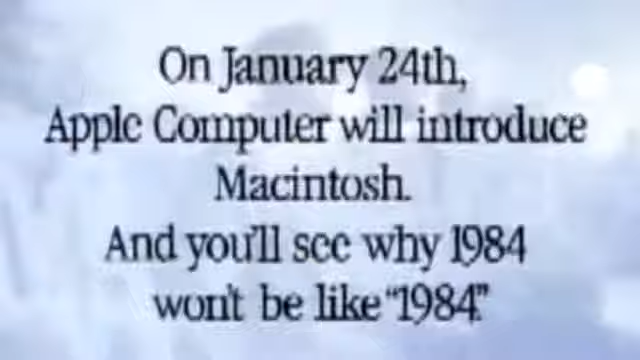 On January 24th,
Apple Computer will introduce
Macintosh.
And you'll see why 1984
won't be like "1984."